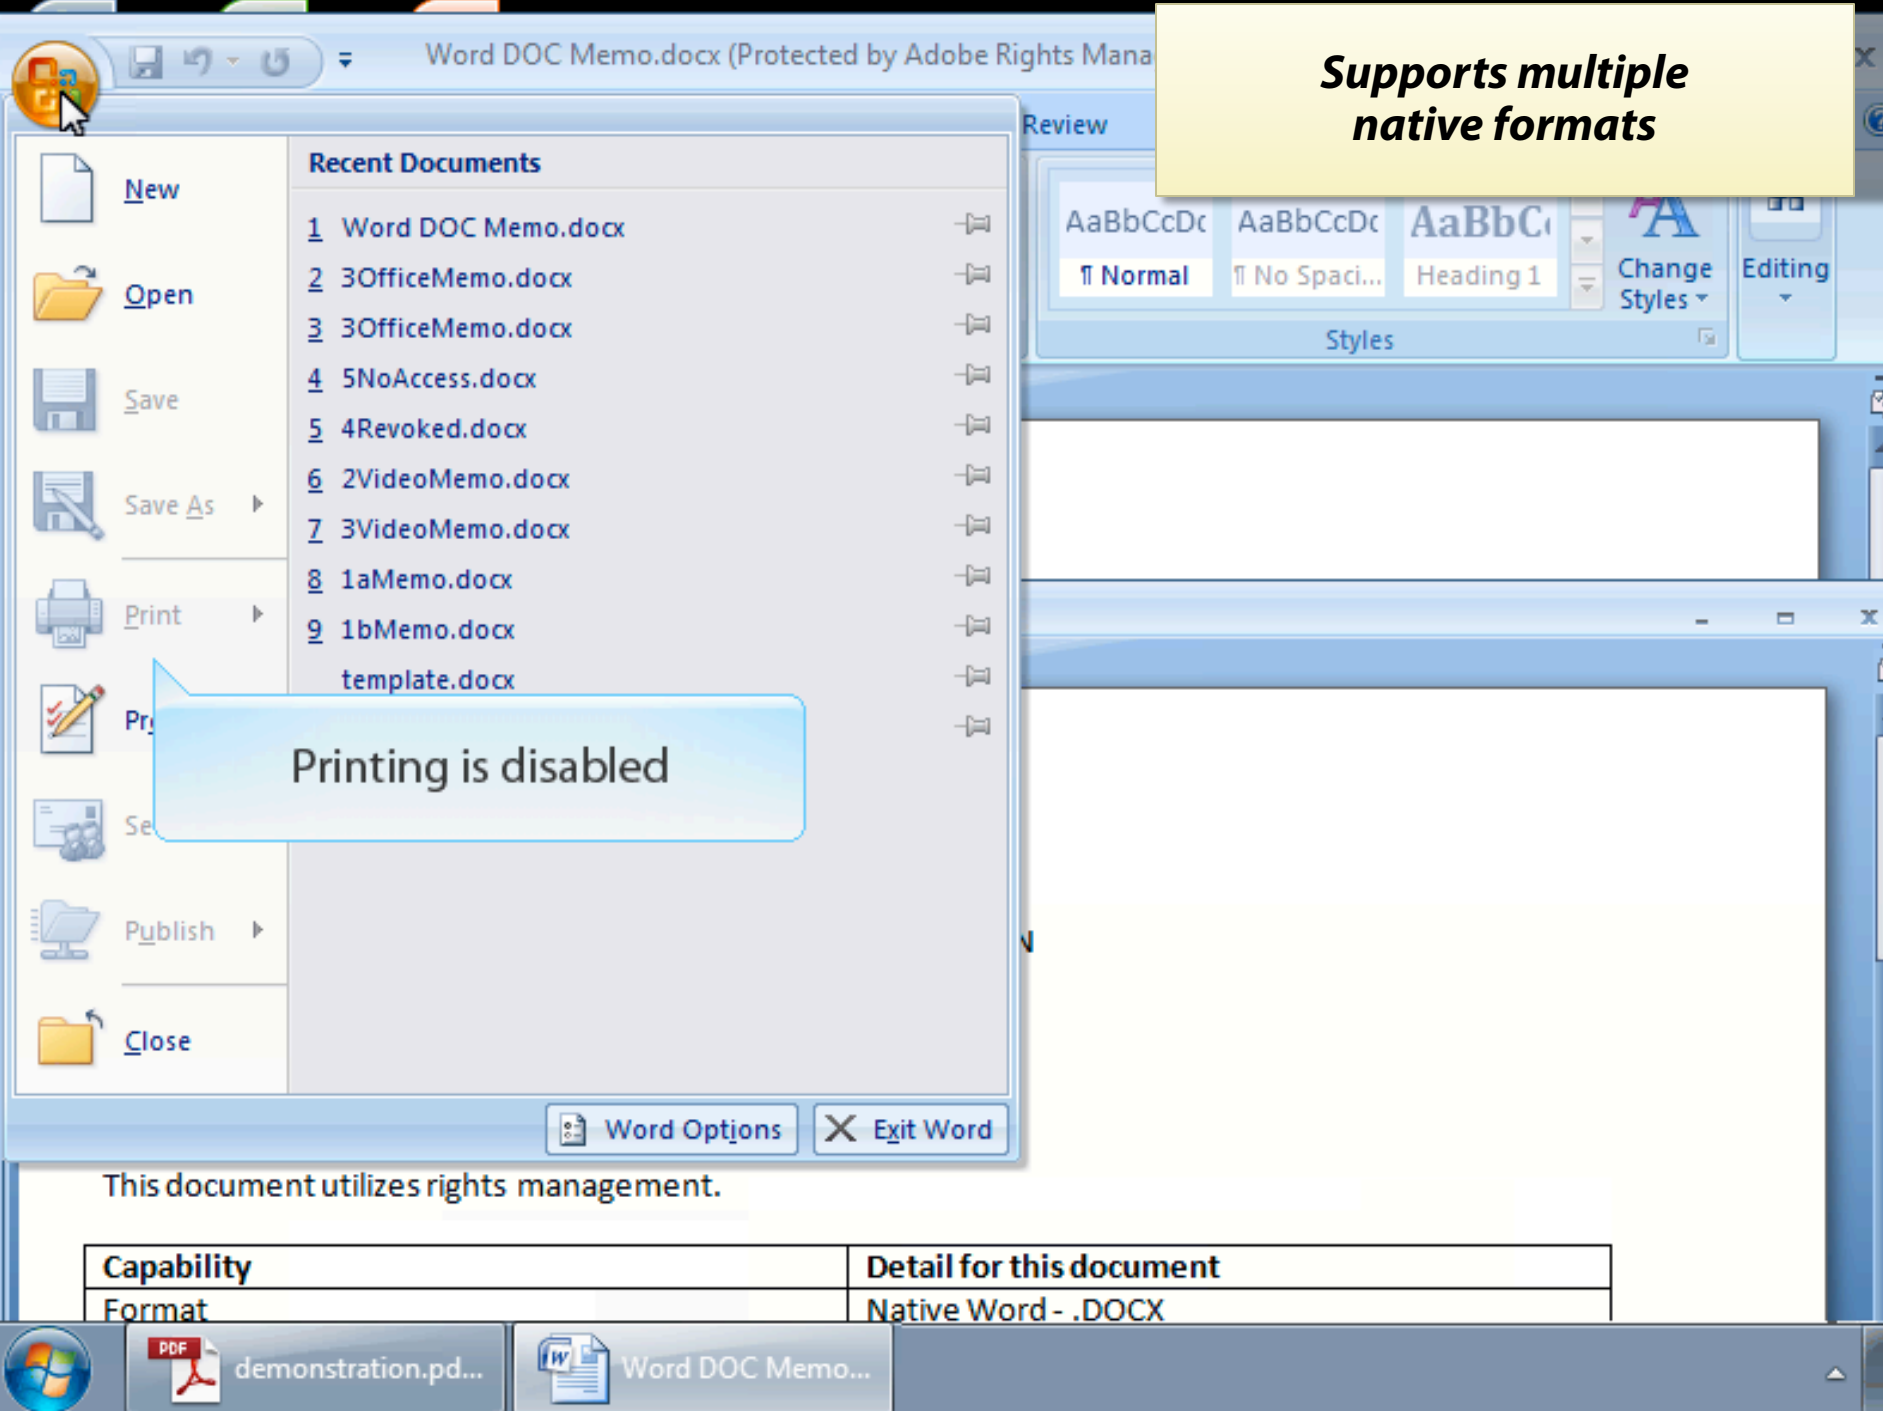 Word DOC Memo.docx (Protected by Adobe Rights Mana
Supports multiple
native formats
Review
New
Open
Save
Save As
Print
Close
Publish
Recent Documents
1 Word DOC Memo.docx
2 3OfficeMemo.docx
3 3OfficeMemo.docx
4 5NoAccess.docx
5 4Revoked.docx
6 2VideoMemo.docx
7 3VideoMemo.docx
8 1aMemo.docx
9 1bMemo.docx
template.docx
Printing is disabled
AaBbCcDc AaBbCcDc AaBbC
¶ Normal ¶ No Spaci... Heading 1
Change
Styles
Editing
Styles
Word Options
Exit Word
This document utilizes rights management.
Capability Detail for this document
Format Native Word - .DOCX
PDF demonstration.pd...
Word DOC Memo...